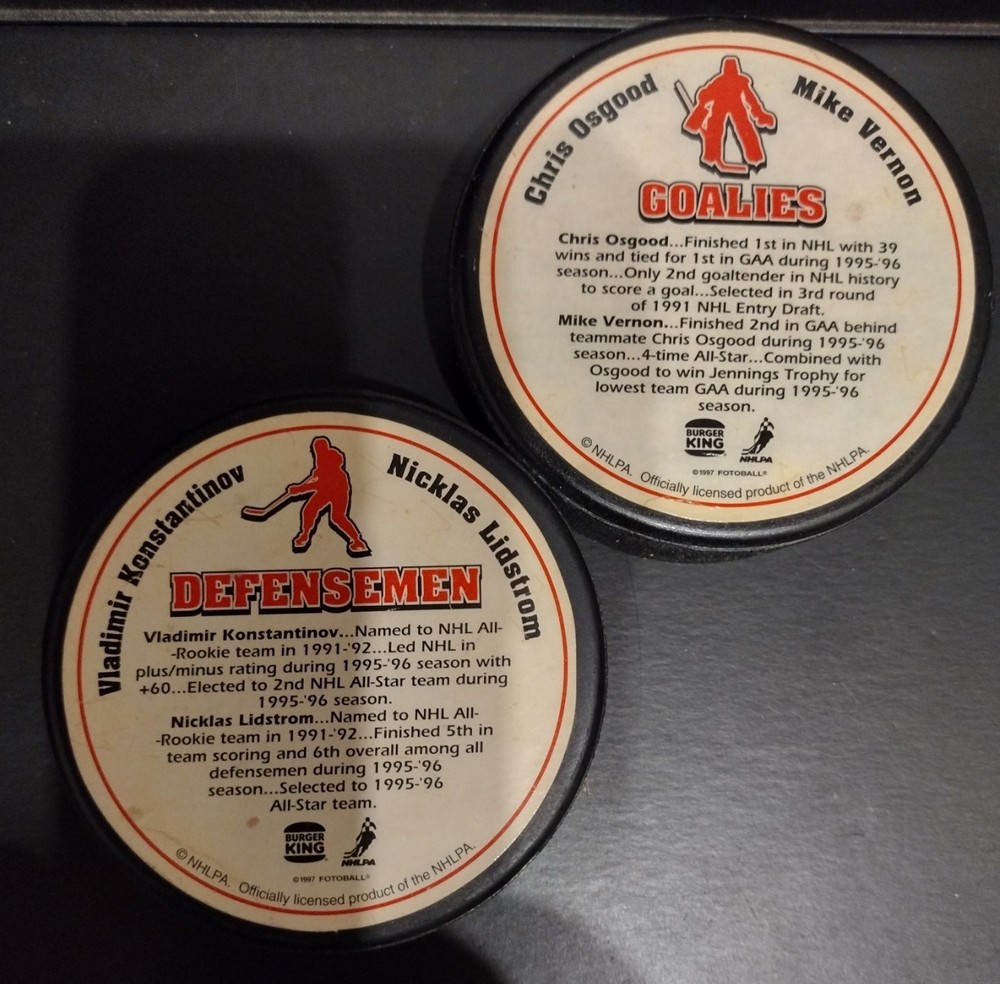 Chris Osgood
Mike Vernon
GOALIES
Chris Osgood...Finished 1st in NHL with 39
wins and tied for 1st in GAA during 1995-'96
season...Only 2nd goaltender in NHL history
to score a goal...Selected in 3rd round
of 1991 NHL Entry Draft.
Mike Vernon...Finished 2nd in GAA behind
teammate Chris Osgood during 1995-'96
season...4-time All-Star...Combined with
Osgood to win Jennings Trophy for
lowest team GAA during 1995-'96
season.
BURGER
KING
NHLPA
©1997 FOTOBALL®
© NHLPA. Officially licensed product of the NHLPA.
Vladimir Konstantinov
Nicklas Lidstrom
DEFENSEMEN
Vladimir Konstantinov...Named to NHL All-
-Rookie team in 1991-'92...Led NHL in
plus/minus rating during 1995-'96 season with
+60...Elected to 2nd NHL All-Star team during
1995-'96 season.
Nicklas Lidstrom...Named to NHL All-
-Rookie team in 1991-'92...Finished 5th in
team scoring and 6th overall among all
defensemen during 1995-'96
season...Selected to 1995-'96
All-Star team.
BURGER
KING
NHLPA
©1997 FOTOBALL®
© NHLPA. Officially licensed product of the NHLPA.